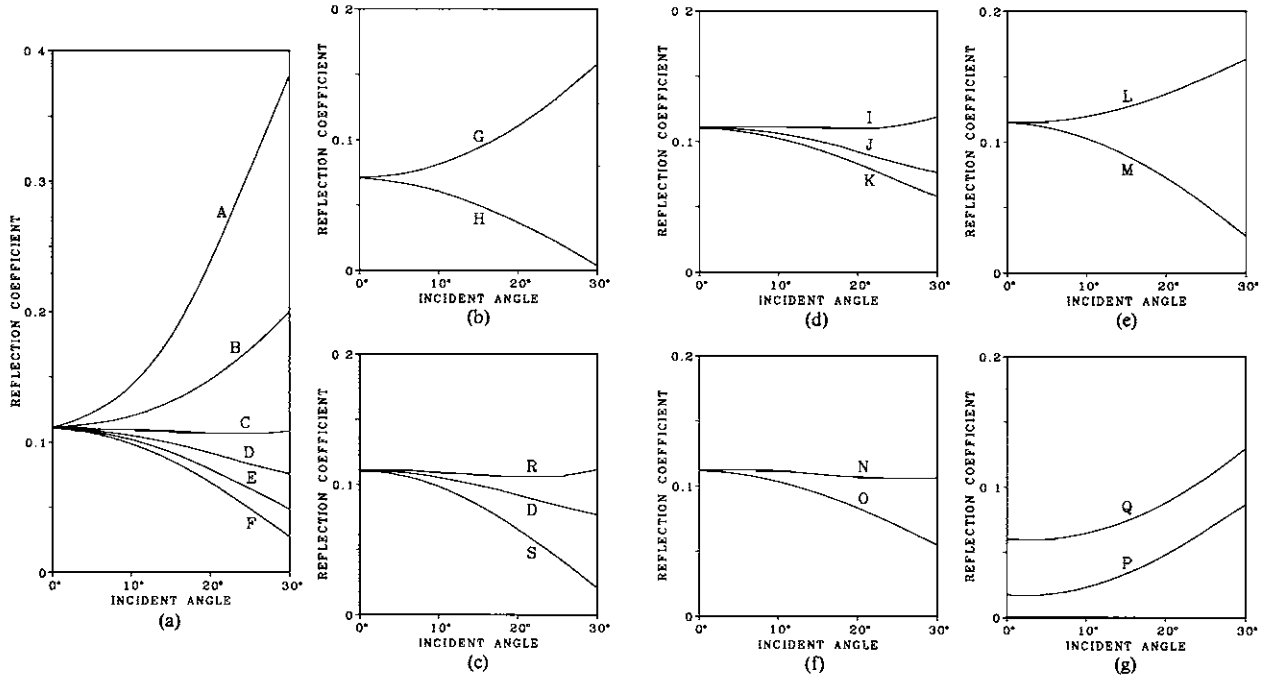 REFLECTION COEFFICIENT
0 4
0.3
0.2
0.1
0
A
B
C
D
E
F
0° 10° 20° 30°
INCIDENT ANGLE
(a)
REFLECTION COEFFICIENT
0.2
0.1
0
G
H
0° 10° 20° 30°
INCIDENT ANGLE
(b)
REFLECTION COEFFICIENT
0 2
0.1
0
R
D
S
0° 10° 20° 30°
INCIDENT ANGLE
(c)
REFLECTION COEFFICIENT
0 2
0.1
0
I
J
K
0° 10° 20° 30°
INCIDENT ANGLE
(d)
REFLECTION COEFFICIENT
0 2
0.1
0
L
M
0° 10° 20° 30°
INCIDENT ANGLE
(e)
REFLECTION COEFFICIENT
0 2
0.1
0
N
O
0° 10° 20° 30°
INCIDENT ANGLE
(f)
REFLECTION COEFFICIENT
0 2
0.1
0
Q
P
0° 10° 20° 30°
INCIDENT ANGLE
(g)